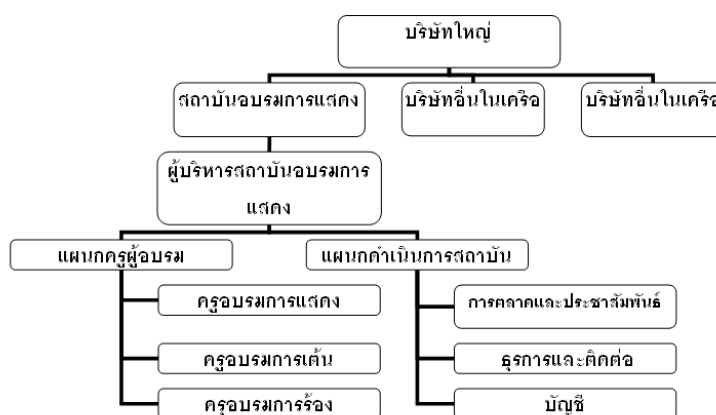 บริษัทใหญ่
สถาบันอบรมการแสดง
บริษัทอื่นในเครือ
บริษัทอื่นในเครือ
ผู้บริหารสถาบันอบรมการ
แสดง
แผนกครูผู้อบรม
แผนกดำเนินการสถาบัน
ครูอบรมการแสดง
การตลาดและประชาสัมพันธ์
ครูอบรมการเต้น
ธุรการและติดต่อ
ครูอบรมการร้อง
บัญชี